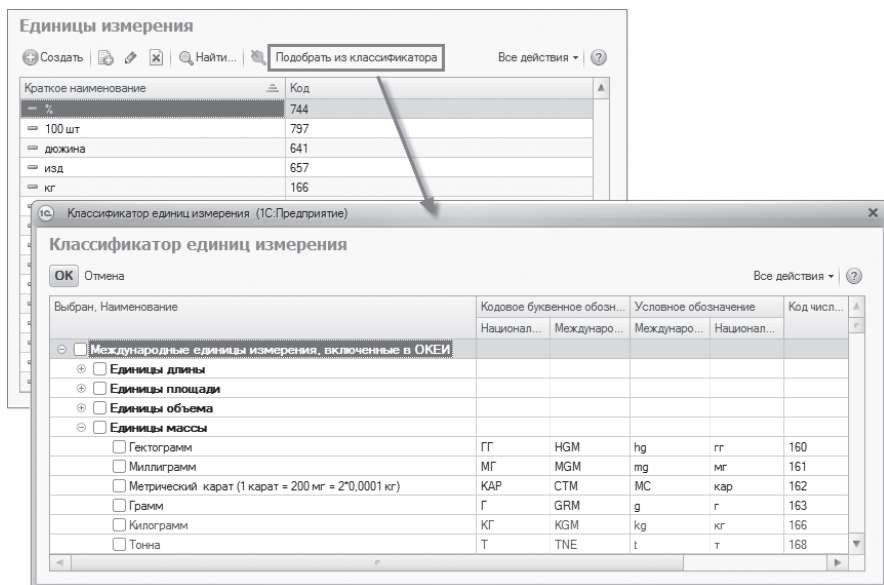 Единицы измерения
Создать Найти... Подобрать из классификатора Все действия
Краткое наименование Код
% 744
100 шт 797
дюжина 641
изд 657
кг 166
Классификатор единиц измерения (1С:Предприятие)
Классификатор единиц измерения
ОК Отмена Все действия
Выбран, Наименование Кодовое буквенное обозн... Условное обозначение Код числ...
Национал... Междунаро... Междунаро... Национал...
Международные единицы измерения, включенные в ОКЕИ
Единицы длины
Единицы площади
Единицы объема
Единицы массы
Гектограмм ГГ HGM hg гг 160
Миллиграмм МГ MGM mg мг 161
Метрический карат (1 карат = 200 мг = 2*0,0001 кг) КАР СТМ МС кар 162
Грамм Г GRM g г 163
Килограмм КГ KGM kg кг 166
Тонна Т TNE t т 168